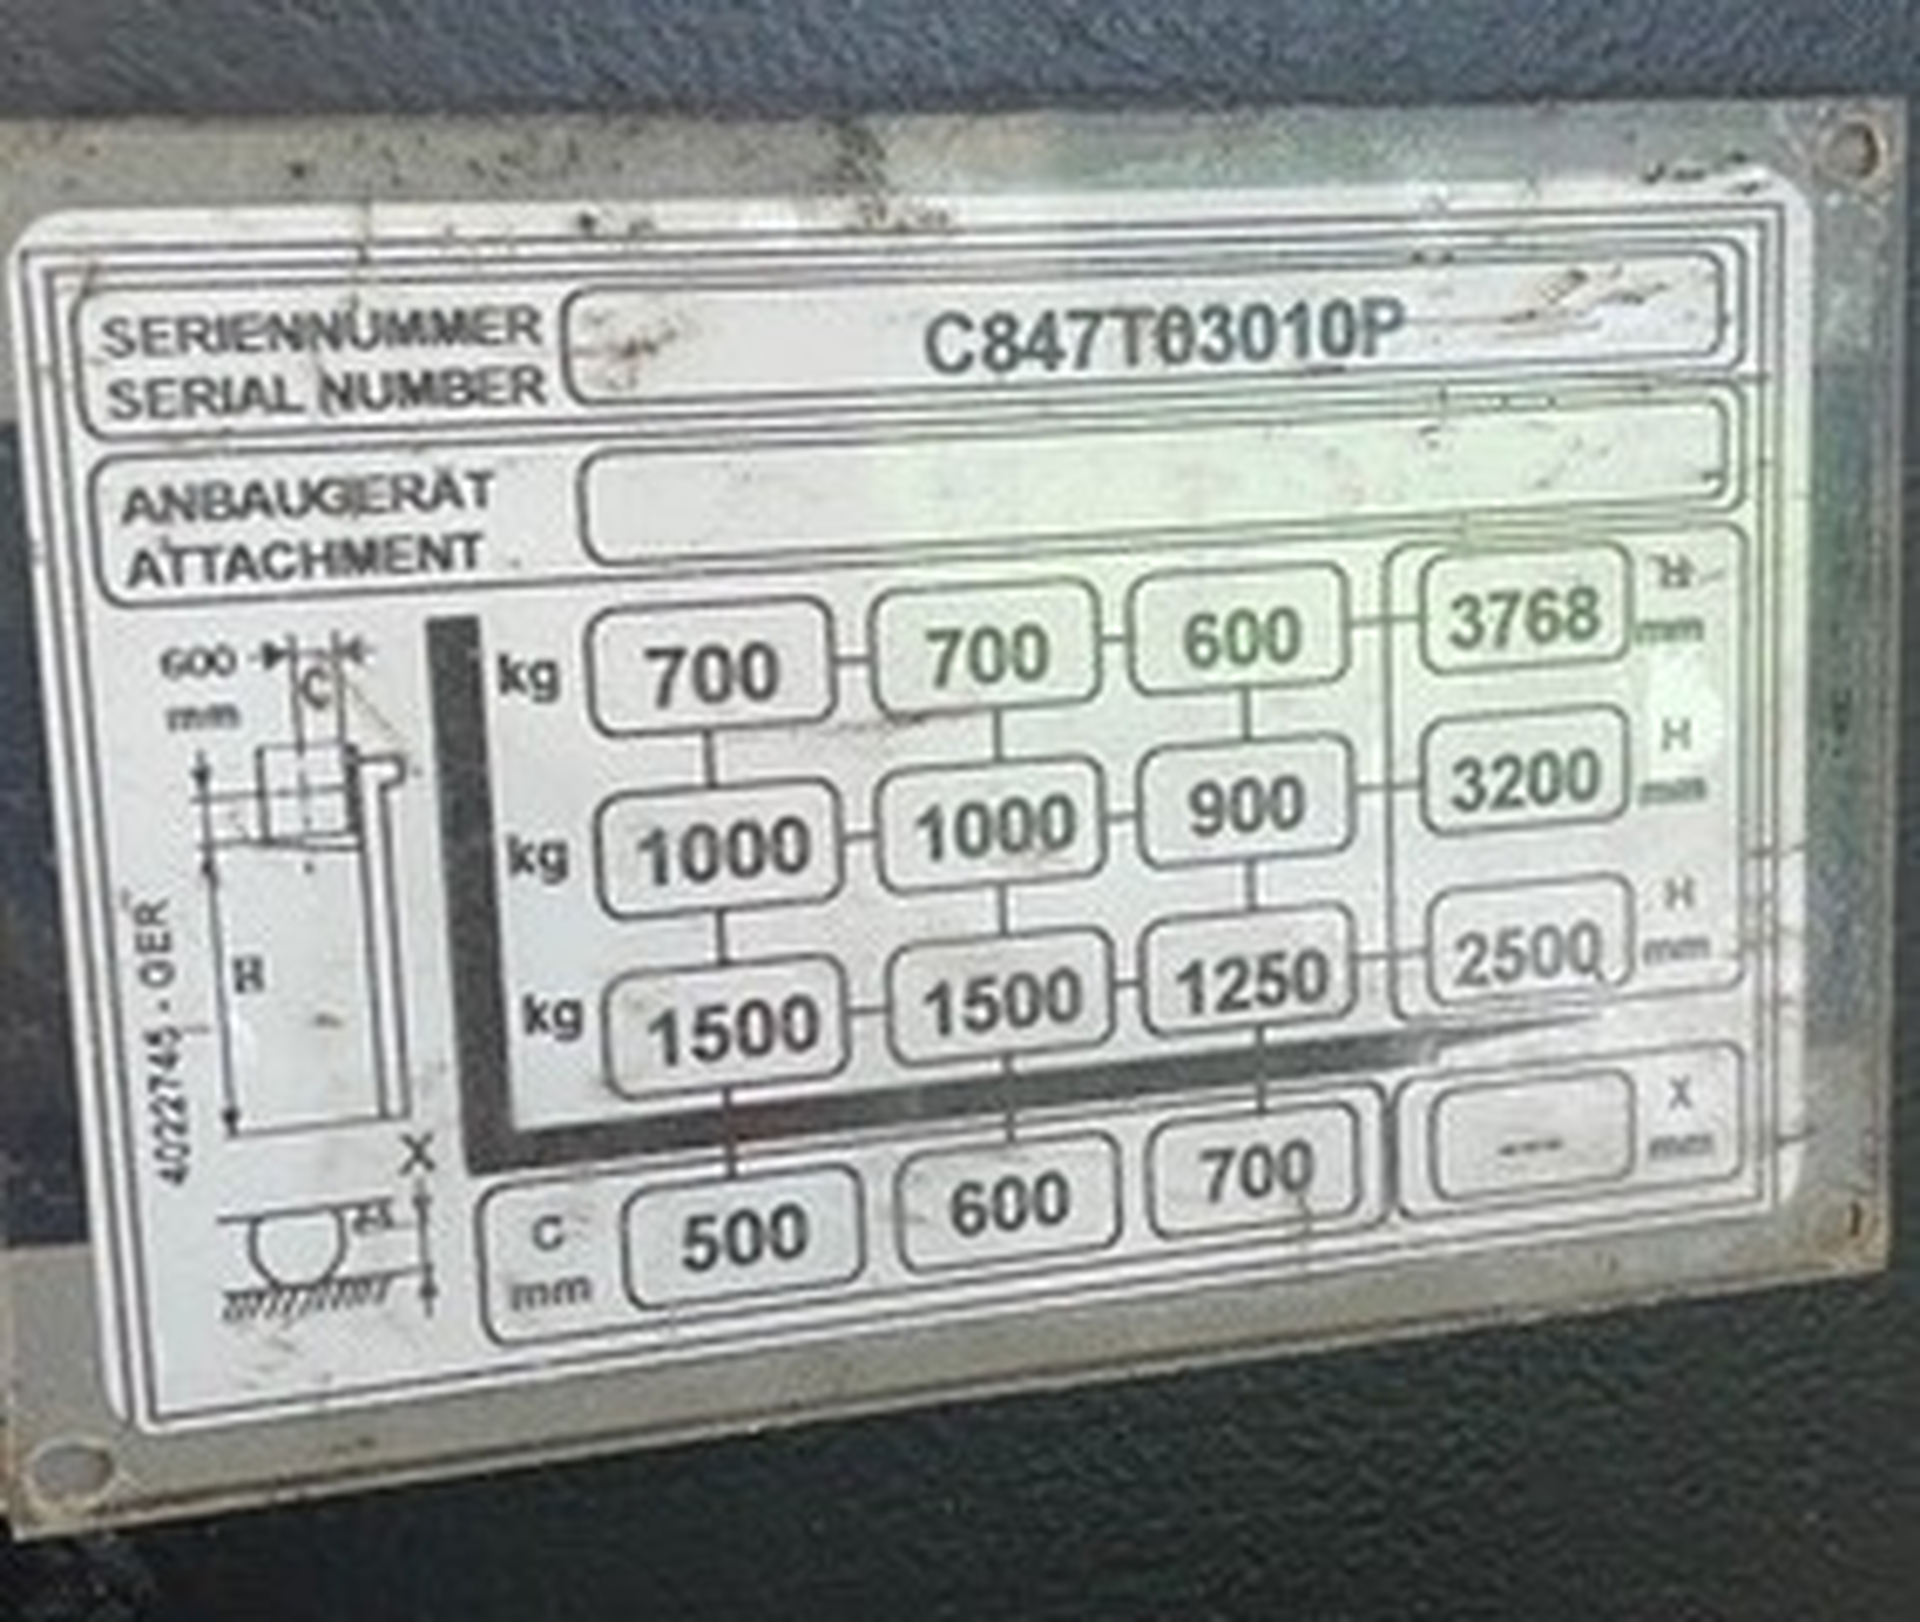 SERIENNUMMER
SERIAL NUMBER
C847T03010P
ANBAUGERÄT
ATTACHMENT
600
mm
C
H
X
4022745 - GER
kg 700 700 600 3768 H mm
kg 1000 1000 900 3200 H mm
kg 1500 1500 1250 2500 H mm
C mm 500 600 700 --- X mm